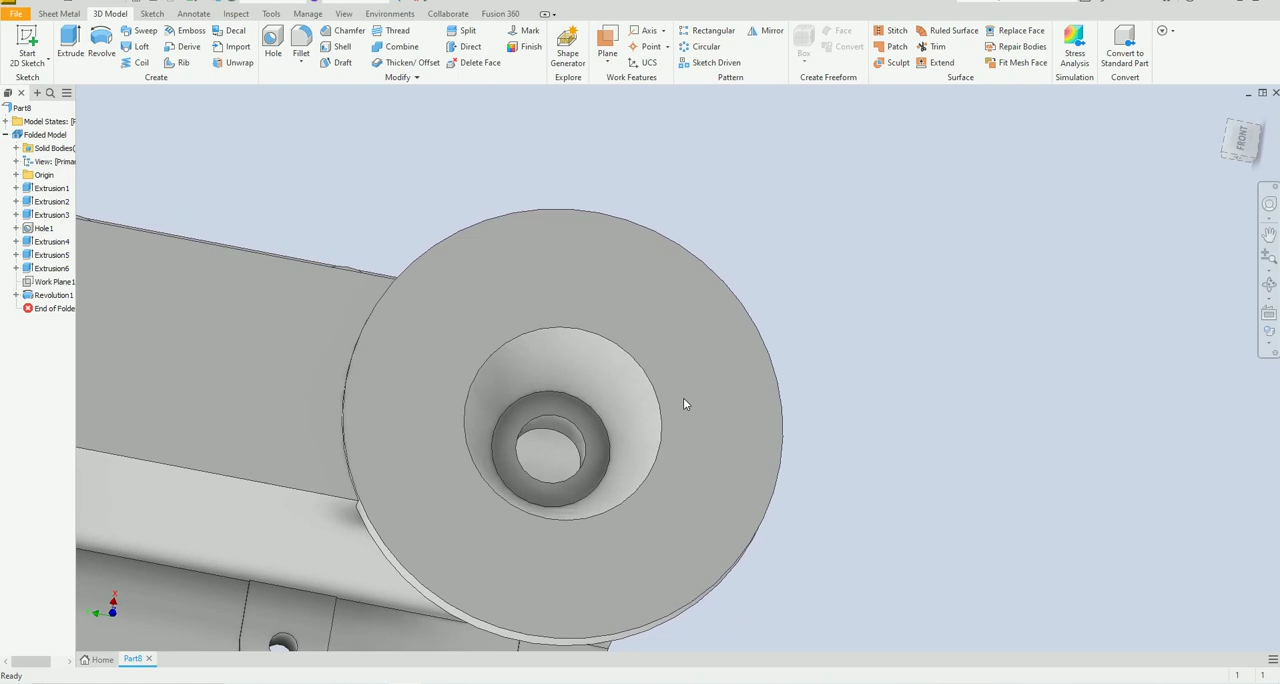 File Sheet Metal 3D Model Sketch Annotate Inspect Tools Manage View Environments Collaborate Fusion 360
Start
2D Sketch
Sketch
Extrude Revolve Sweep Emboss Decal
Loft Derive Import
Coil Rib Unwrap
Create
Hole Fillet Chamfer Thread Split Mark
Shell Combine Direct Finish
Draft Thicken/ Offset Delete Face
Modify
Shape
Generator
Explore
Plane Axis
Point
UCS
Work Features
Rectangular Mirror
Circular
Sketch Driven
Pattern
Box Face
Convert
Create Freeform
Stitch Ruled Surface Replace Face
Patch Trim Repair Bodies
Sculpt Extend Fit Mesh Face
Surface
Stress
Analysis
Simulation
Convert to
Standard Part
Convert
Part8
Model States: [
Folded Model
Solid Bodies(
View: [Prima
Origin
Extrusion1
Extrusion2
Extrusion3
Hole1
Extrusion4
Extrusion5
Extrusion6
Work Plane1
Revolution1
End of Folde
FRONT
X
Home Part8
Ready 1 1